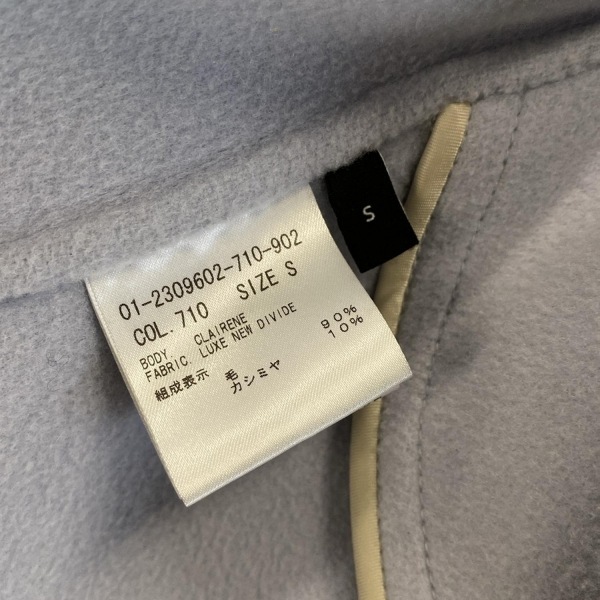 S
01-2309602-710-902
COL.710 SIZE S
BODY. CLAIRENE
FABRIC. LUXE NEW DIVIDE
組成表示 毛 90%
カシミヤ 10%